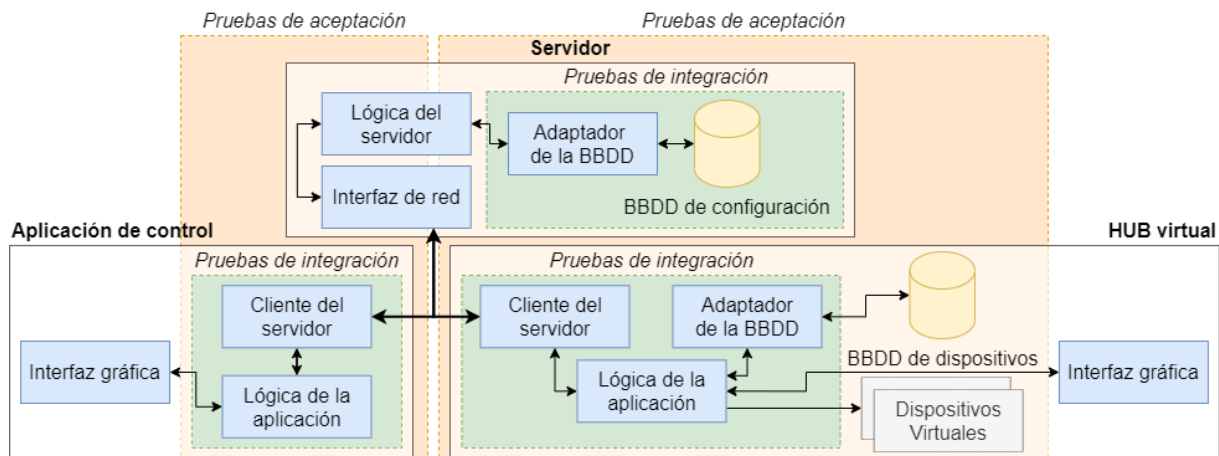 Pruebas de aceptación
Pruebas de aceptación
Servidor
Pruebas de integración
Lógica del
servidor
Adaptador
de la BBDD
Interfaz de red
BBDD de configuración
Aplicación de control
HUB virtual
Pruebas de integración
Cliente del
servidor
Interfaz gráfica
Lógica de la
aplicación
Pruebas de integración
Cliente del
servidor
Adaptador
de la BBDD
BBDD de dispositivos
Lógica de la
aplicación
Interfaz gráfica
Dispositivos
Virtuales